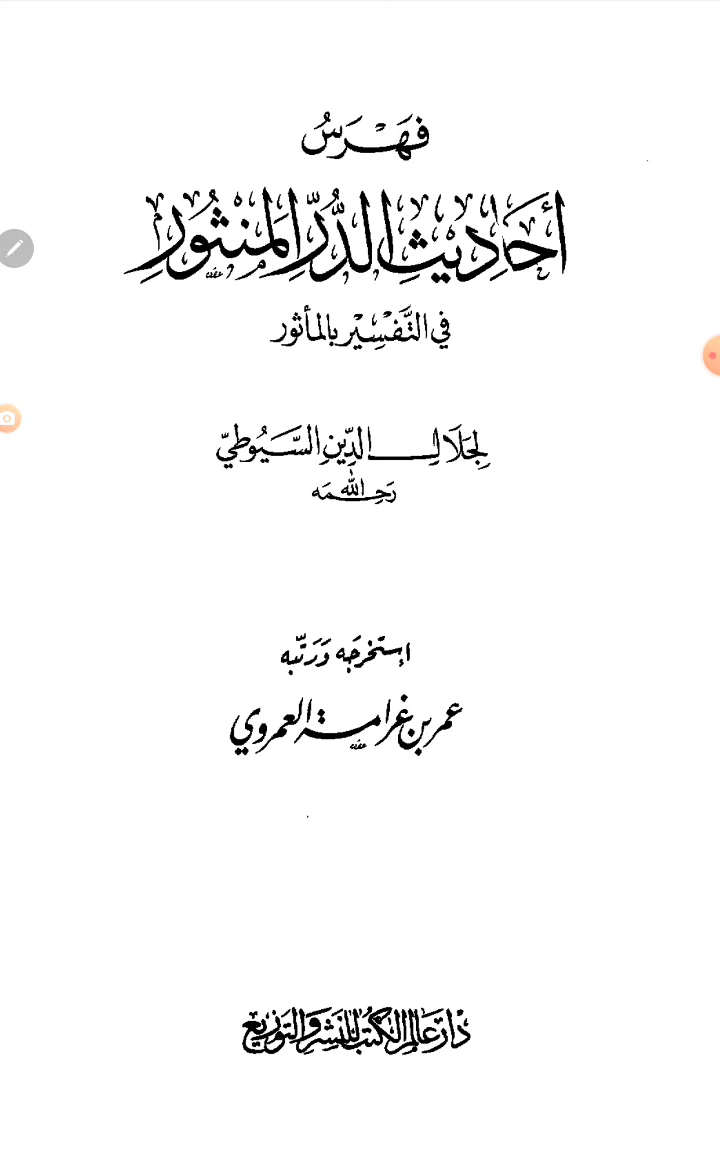 فهرس
أحاديث الدر المنثور
في التفسير بالمأثور
لجلال الدين السيوطي
رحمه الله
إستخرجه ورتبه
عمر بن غرامة العمروي
دار عالم الكتب للنشر والتوزيع